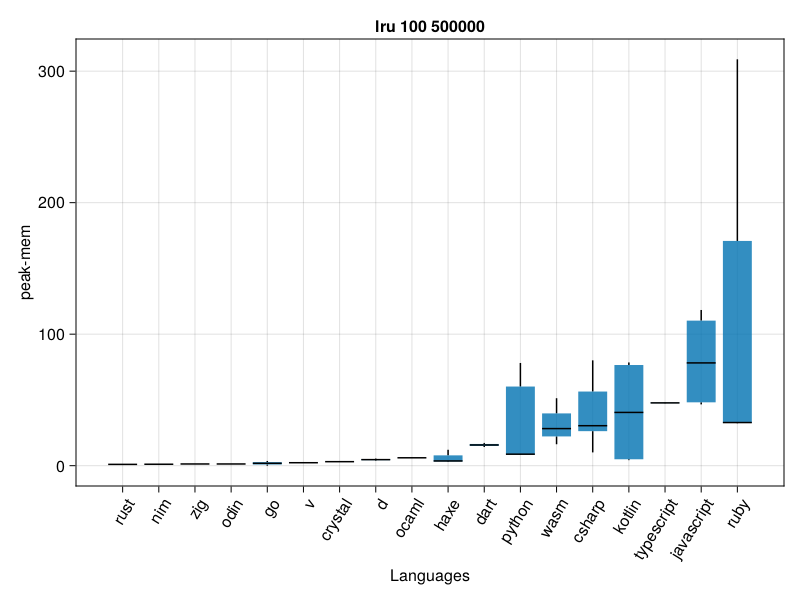 lru 100 500000
peak-mem
300
200
100
0
rust
nim
zig
odin
go
v
crystal
d
ocaml
haxe
dart
python
wasm
csharp
kotlin
typescript
javascript
ruby
Languages